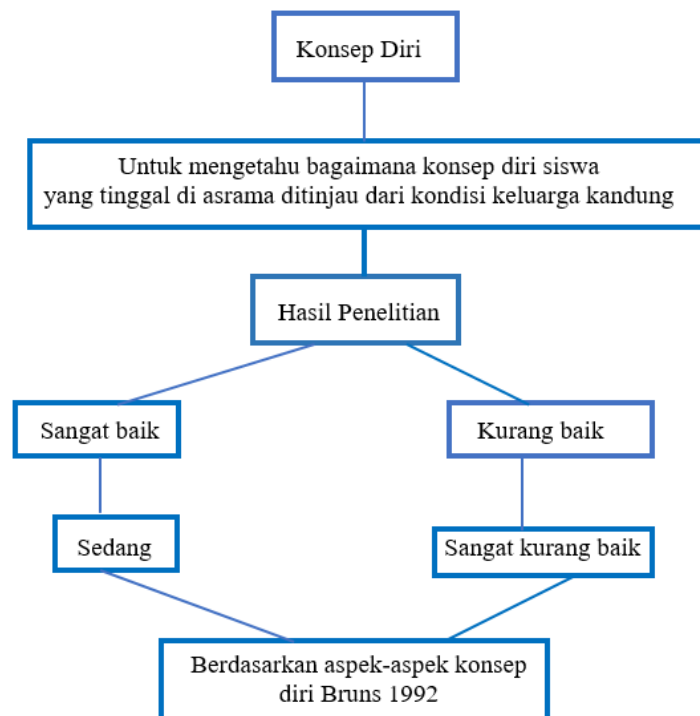 Konsep Diri
Untuk mengetahu bagaimana konsep diri siswa
yang tinggal di asrama ditinjau dari kondisi keluarga kandung
Hasil Penelitian
Sangat baik
Kurang baik
Sedang
Sangat kurang baik
Berdasarkan aspek-aspek konsep
diri Bruns 1992